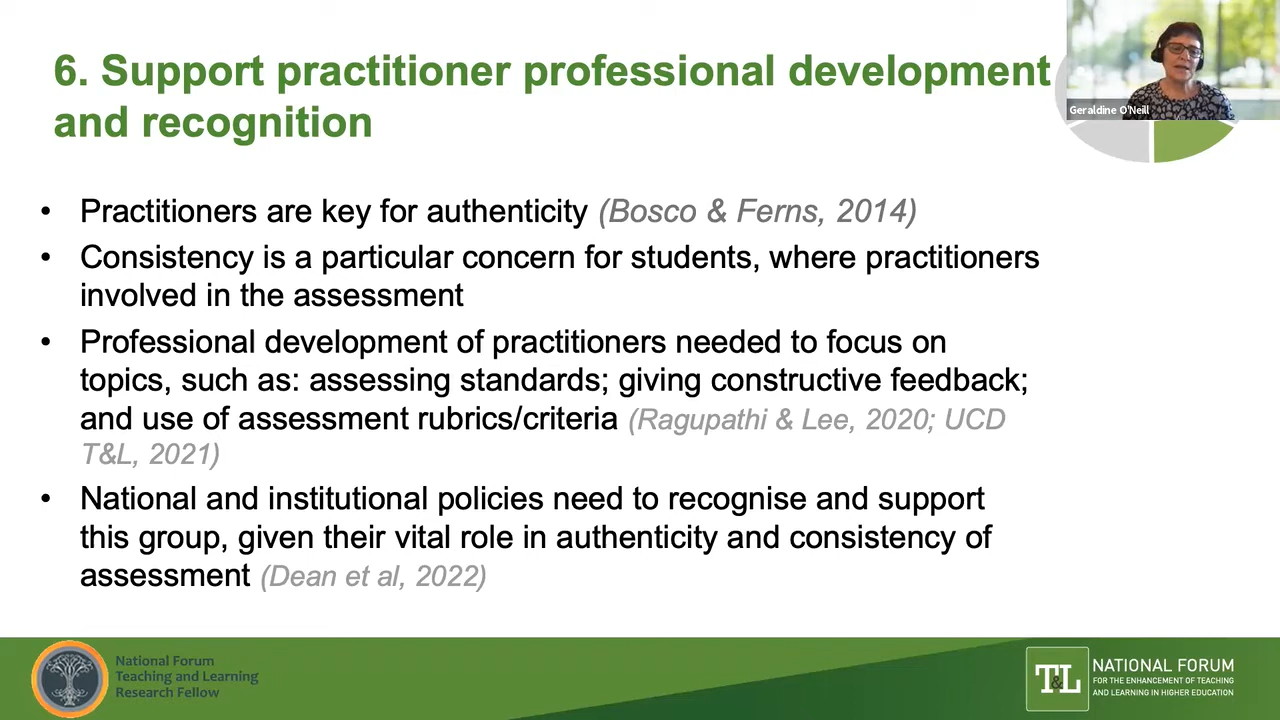 6. Support practitioner professional development
and recognition
Geraldine O'Neill
• Practitioners are key for authenticity (Bosco & Ferns, 2014)
• Consistency is a particular concern for students, where practitioners
involved in the assessment
• Professional development of practitioners needed to focus on
topics, such as: assessing standards; giving constructive feedback;
and use of assessment rubrics/criteria (Ragupathi & Lee, 2020; UCD
T&L, 2021)
• National and institutional policies need to recognise and support
this group, given their vital role in authenticity and consistency of
assessment (Dean et al, 2022)
National Forum
Teaching and Learning
Research Fellow
T&L
NATIONAL FORUM
FOR THE ENHANCEMENT OF TEACHING
AND LEARNING IN HIGHER EDUCATION